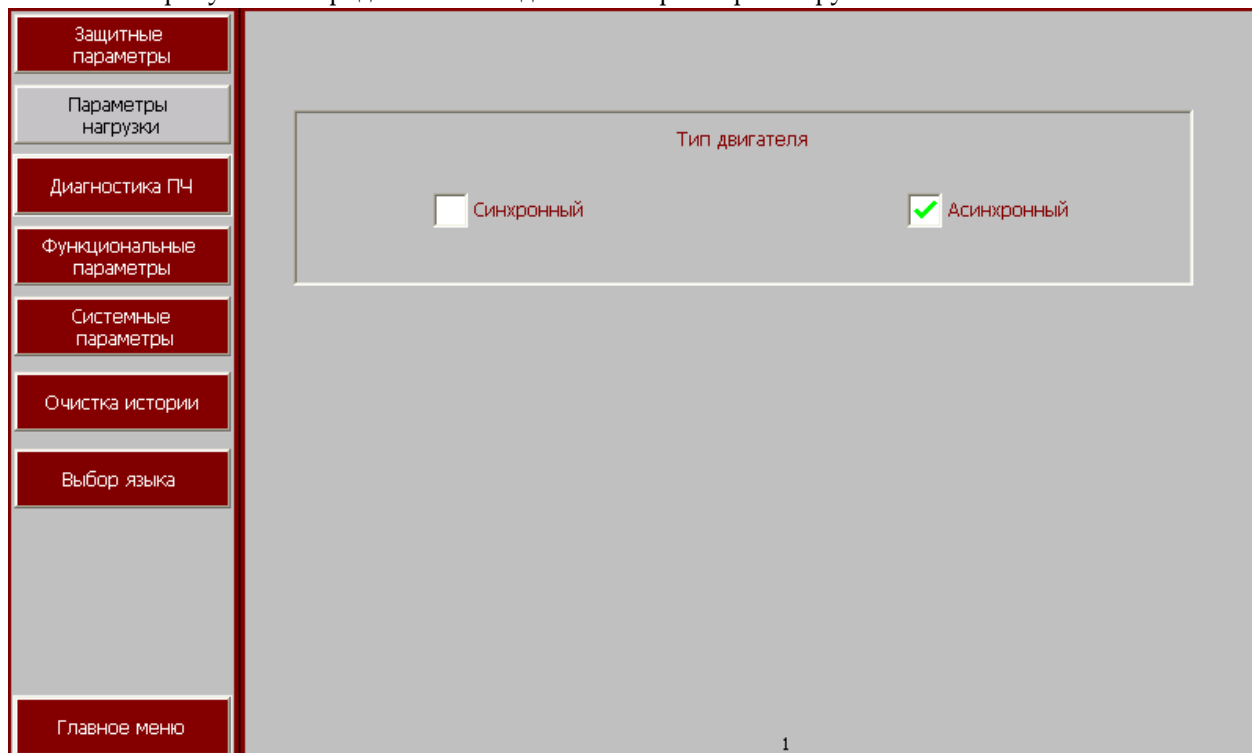 Защитные
параметры
Параметры
нагрузки
Диагностика ПЧ
Функциональные
параметры
Системные
параметры
Очистка истории
Выбор языка
Главное меню
Тип двигателя
Синхронный
Асинхронный
1